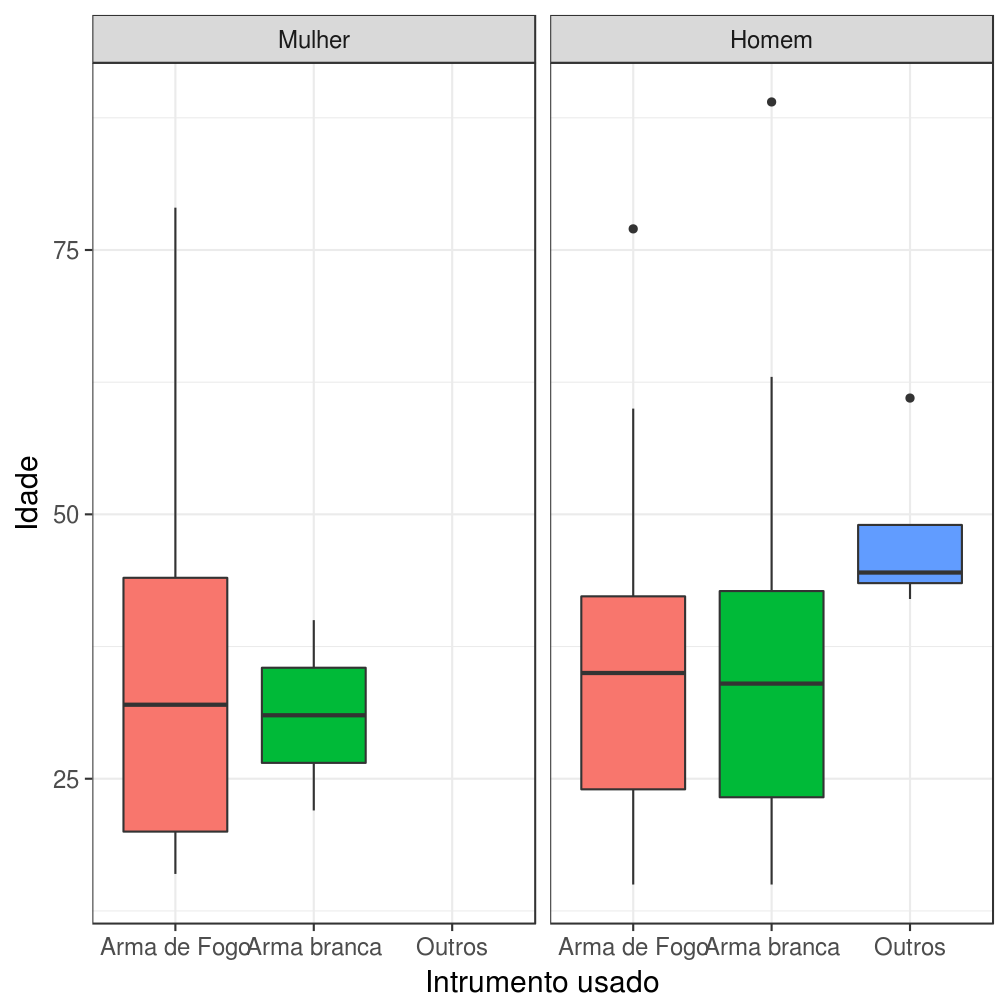 Mulher
Homem
Idade
75
50
25
Arma de Fogo
Arma branca
Outros
Arma de Fogo
Arma branca
Outros
Intrumento usado